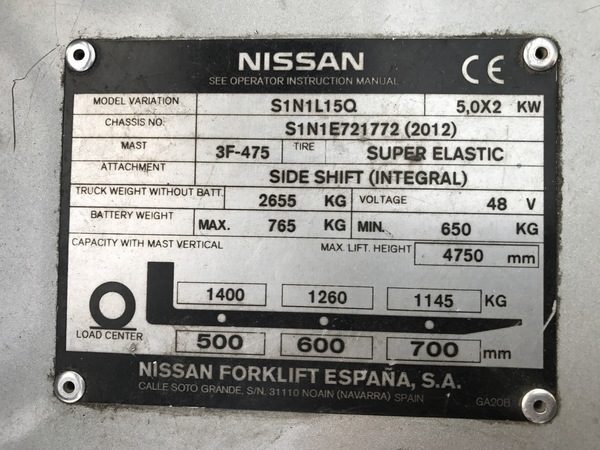 NISSAN
SEE OPERATOR INSTRUCTION MANUAL
CE
MODEL VARIATION S1N1L15Q 5,0X2 KW
CHASSIS NO. S1N1E721772 (2012)
MAST 3F-475 TIRE SUPER ELASTIC
ATTACHMENT SIDE SHIFT (INTEGRAL)
TRUCK WEIGHT WITHOUT BATT. 2655 KG VOLTAGE 48 V
BATTERY WEIGHT MAX. 765 KG MIN. 650 KG
CAPACITY WITH MAST VERTICAL MAX. LIFT. HEIGHT 4750 mm
1400 1260 1145 KG
LOAD CENTER 500 600 700 mm
NISSAN FORKLIFT ESPAÑA, S.A.
CALLE SOTO GRANDE, S/N. 31110 NOAIN (NAVARRA) SPAIN GA20B